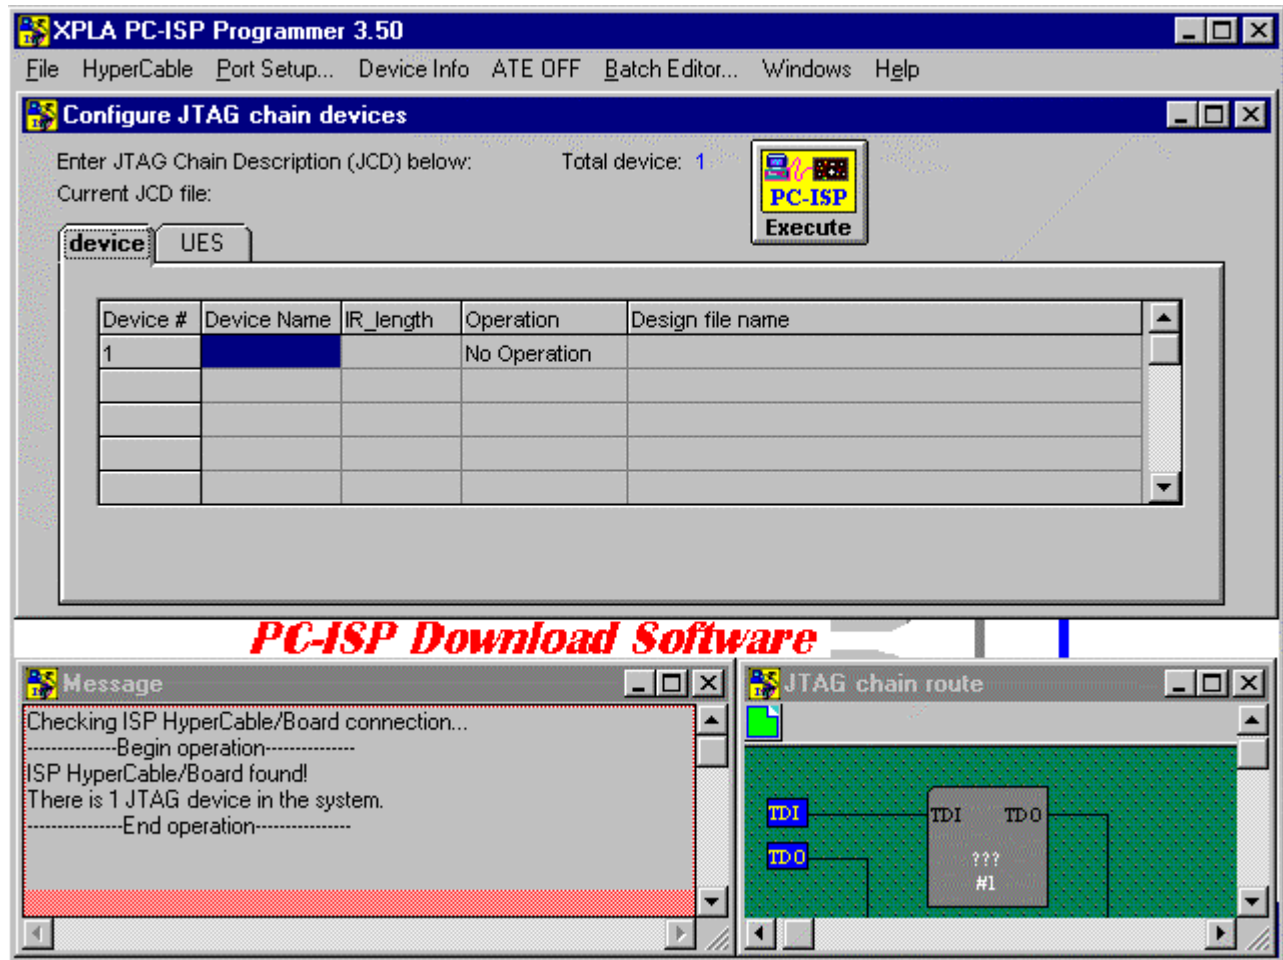 XPLA PC-ISP Programmer 3.50
File HyperCable Port Setup... Device Info ATE OFF Batch Editor... Windows Help
Configure JTAG chain devices
Enter JTAG Chain Description (JCD) below: Total device: 1
Current JCD file:
PC-ISP
Execute
device UES
Device # Device Name IR_length Operation Design file name
1 No Operation
PC-ISP Download Software
Message
Checking ISP HyperCable/Board connection...
---------------Begin operation---------------
ISP HyperCable/Board found!
There is 1 JTAG device in the system.
----------------End operation----------------
JTAG chain route
TDI TDI TDO
TDO ???
#1